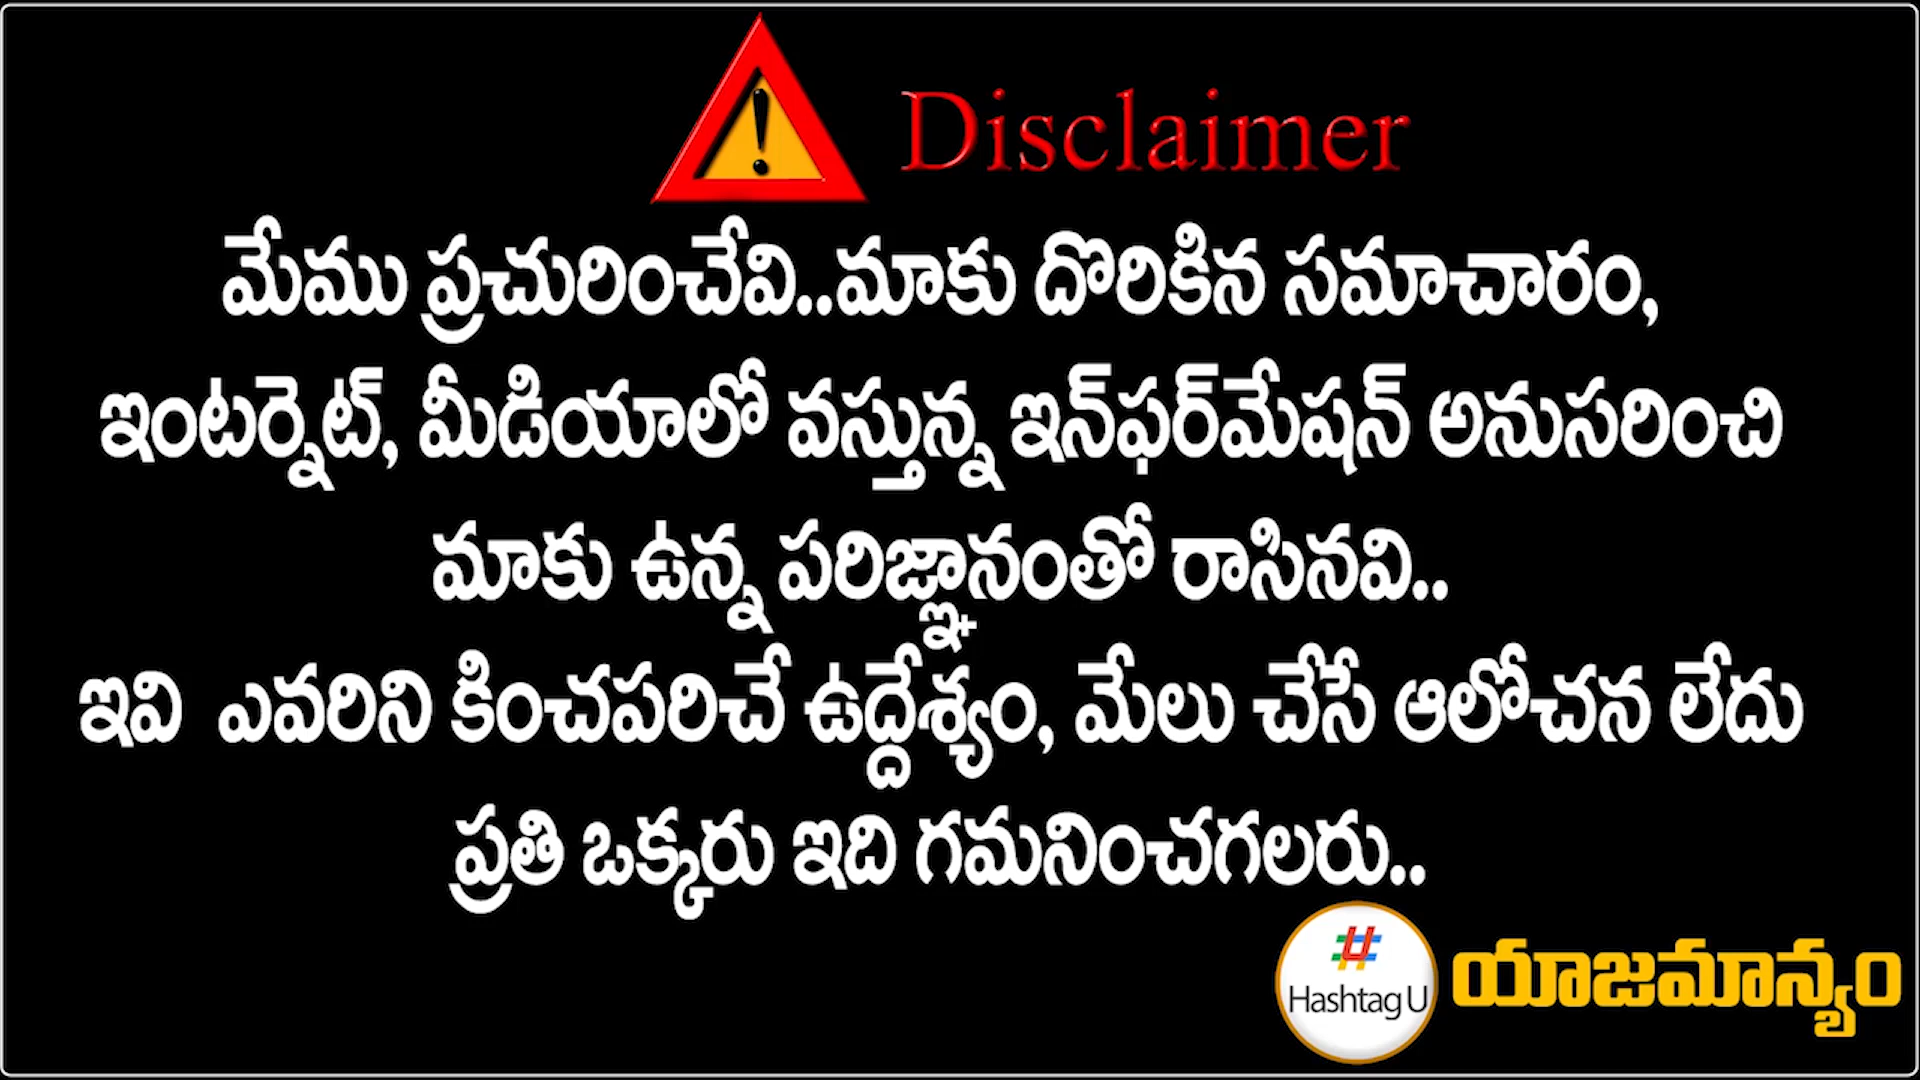 Disclaimer
మేము ప్రచురించేవి..మాకు దొరికిన సమాచారం,
ఇంటర్నెట్, మీడియాలో వస్తున్న ఇన్‌ఫర్‌మేషన్ అనుసరించి
మాకు ఉన్న పరిజ్ఞానంతో రాసినవి..
ఇవి ఎవరిని కించపరిచే ఉద్దేశ్యం, మేలు చేసే ఆలోచన లేదు
ప్రతి ఒక్కరు ఇది గమనించగలరు..
Hashtag U
యాజమాన్యం